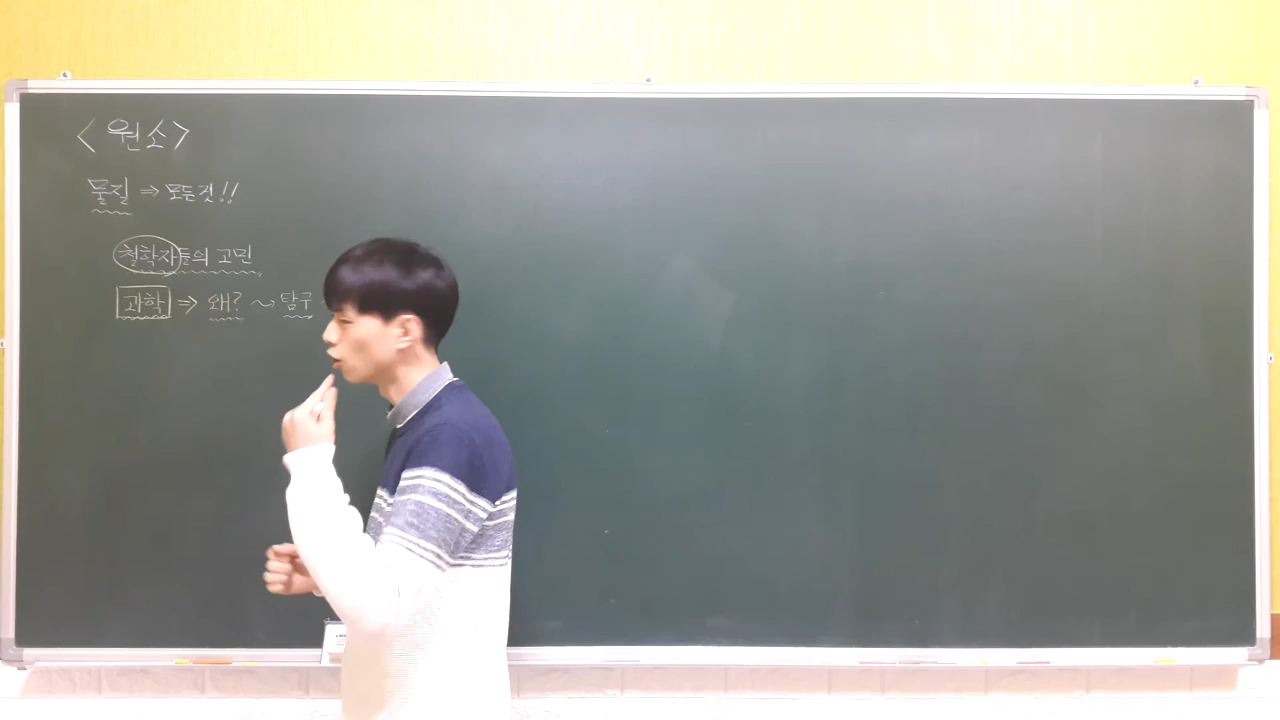 < 원소 >
물질 ⇒ 모든것!!
철학자들의 고민
과학 ⇒ 왜? ~> 탐구